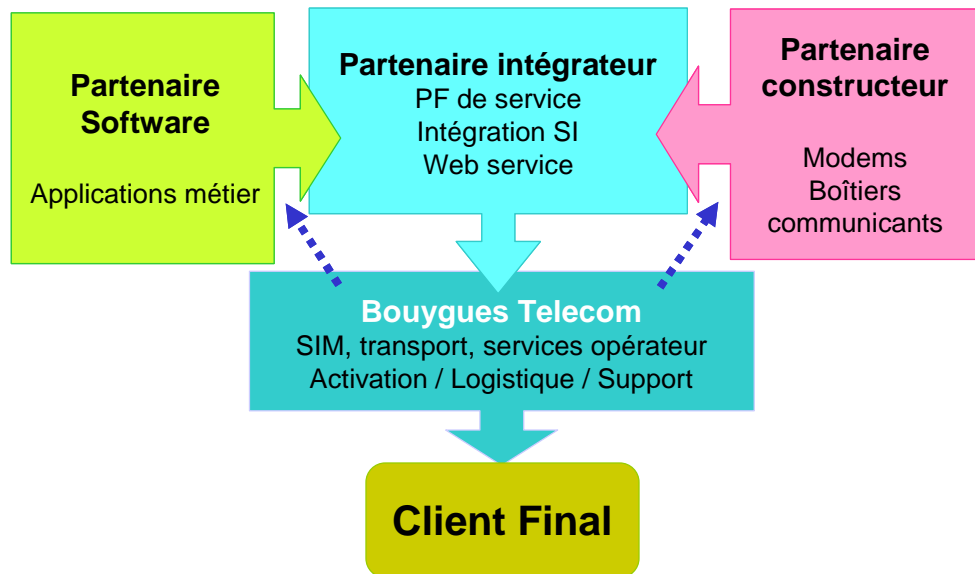 Partenaire
Software
Applications métier
Partenaire intégrateur
PF de service
Intégration SI
Web service
Partenaire
constructeur
Modems
Boîtiers
communicants
Bouygues Telecom
SIM, transport, services opérateur
Activation / Logistique / Support
Client Final